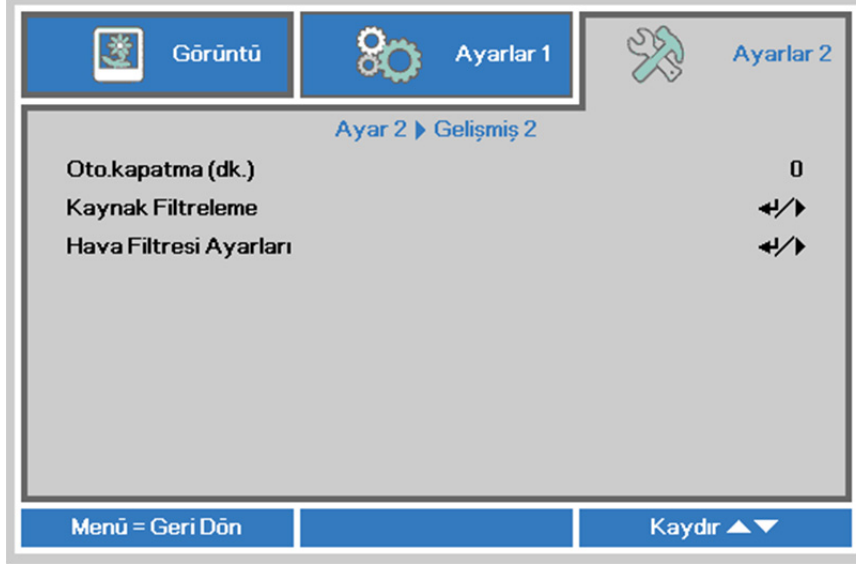 Görüntü
Ayarlar 1
Ayarlar 2
Ayar 2 ▶ Gelişmiş 2
Oto.kapatma (dk.) 0
Kaynak Filtreleme ↵/▶
Hava Filtresi Ayarları ↵/▶
Menü = Geri Dön
Kaydır ▲▼